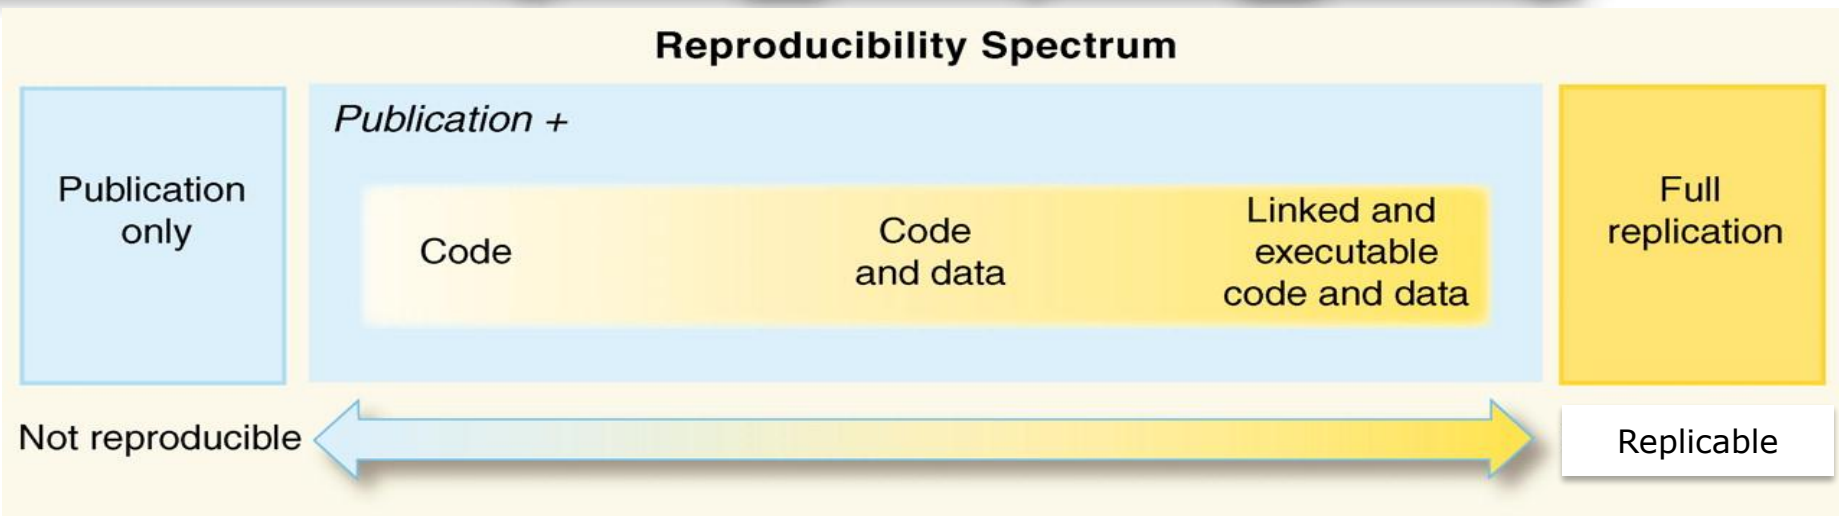 Reproducibility Spectrum
Publication
only
Publication +
Code
Code
and data
Linked and
executable
code and data
Full
replication
Not reproducible
Replicable